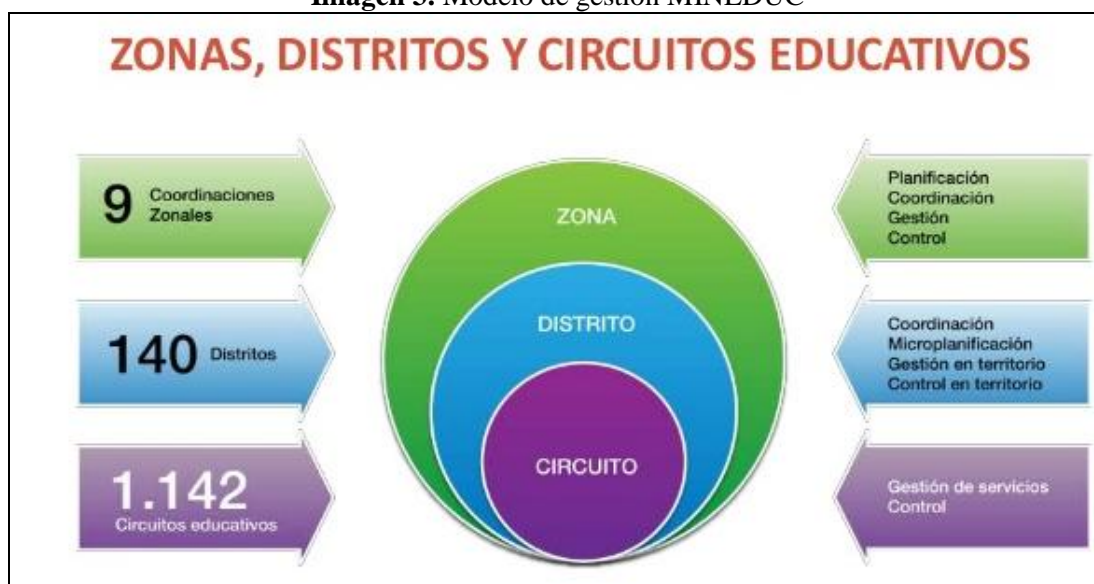 Imagen 3: Modelo de gestión MINEDUC
ZONAS, DISTRITOS Y CIRCUITOS EDUCATIVOS
9 Coordinaciones
Zonales
ZONA
Planificación
Coordinación
Gestión
Control
140 Distritos
DISTRITO
Coordinación
Microplanificación
Gestión en territorio
Control en territorio
1.142
Circuitos educativos
CIRCUITO
Gestión de servicios
Control